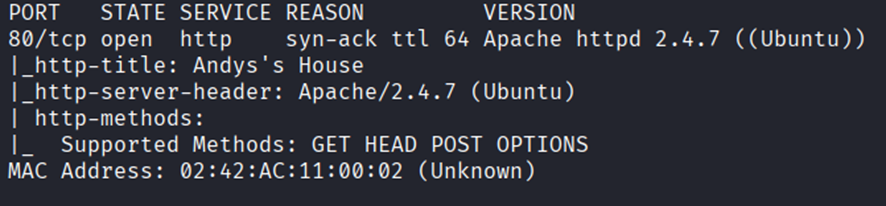 PORT   STATE SERVICE REASON         VERSION
80/tcp open  http    syn-ack ttl 64 Apache httpd 2.4.7 ((Ubuntu))
|_http-title: Andys's House
|_http-server-header: Apache/2.4.7 (Ubuntu)
| http-methods:
|_  Supported Methods: GET HEAD POST OPTIONS
MAC Address: 02:42:AC:11:00:02 (Unknown)